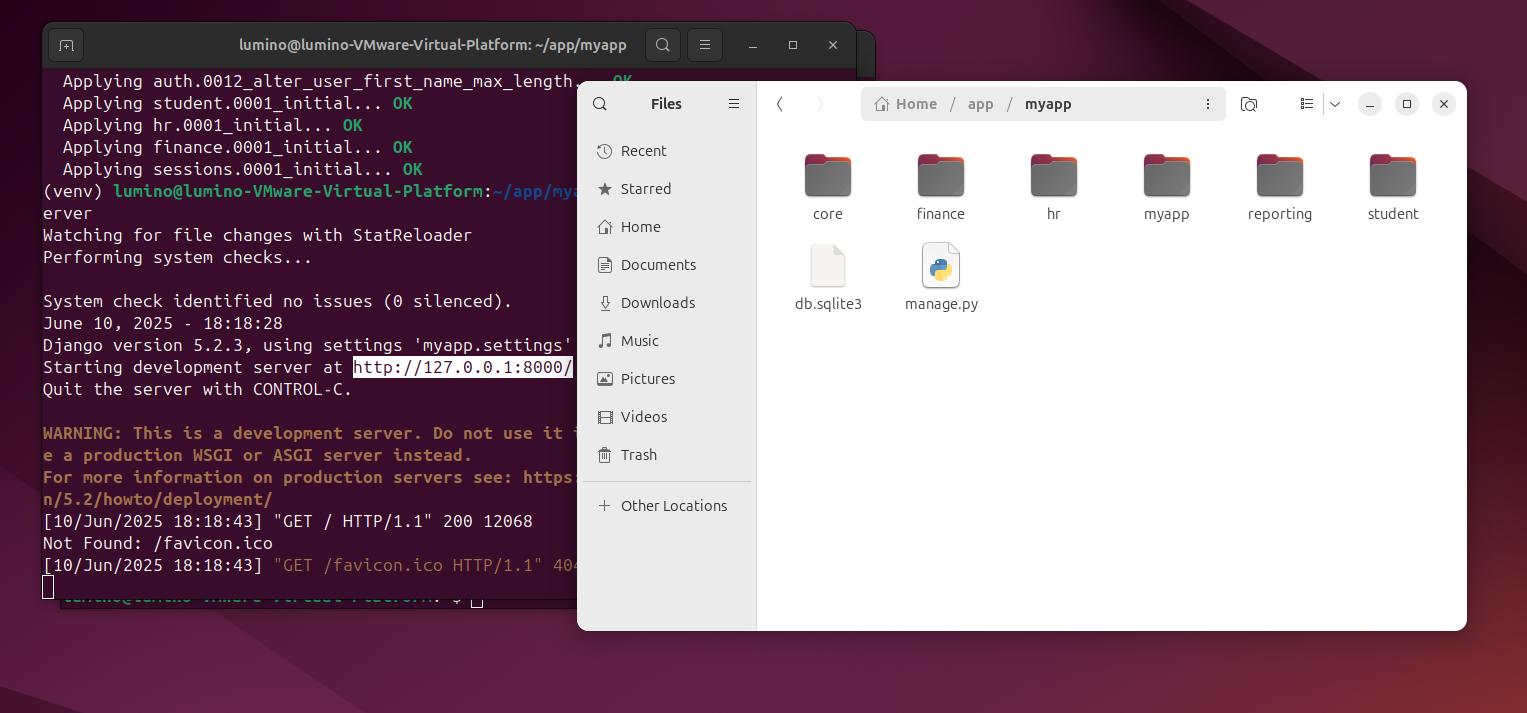 lumino@lumino-VMware-Virtual-Platform: ~/app/myapp
Applying auth.0012_alter_user_first_name_max_length... OK
Applying student.0001_initial... OK
Applying hr.0001_initial... OK
Applying finance.0001_initial... OK
Applying sessions.0001_initial... OK
(venv) lumino@lumino-VMware-Virtual-Platform:~/app/mya
erver
Watching for file changes with StatReloader
Performing system checks...
System check identified no issues (0 silenced).
June 10, 2025 - 18:18:28
Django version 5.2.3, using settings 'myapp.settings'
Starting development server at http://127.0.0.1:8000/
Quit the server with CONTROL-C.
WARNING: This is a development server. Do not use it
e a production WSGI or ASGI server instead.
For more information on production servers see: https:
n/5.2/howto/deployment/
[10/Jun/2025 18:18:43] "GET / HTTP/1.1" 200 12068
Not Found: /favicon.ico
[10/Jun/2025 18:18:43] "GET /favicon.ico HTTP/1.1" 404
Files
Recent
Starred
Home
Documents
Downloads
Music
Pictures
Videos
Trash
Other Locations
Home / app / myapp
core finance hr myapp reporting student
db.sqlite3 manage.py